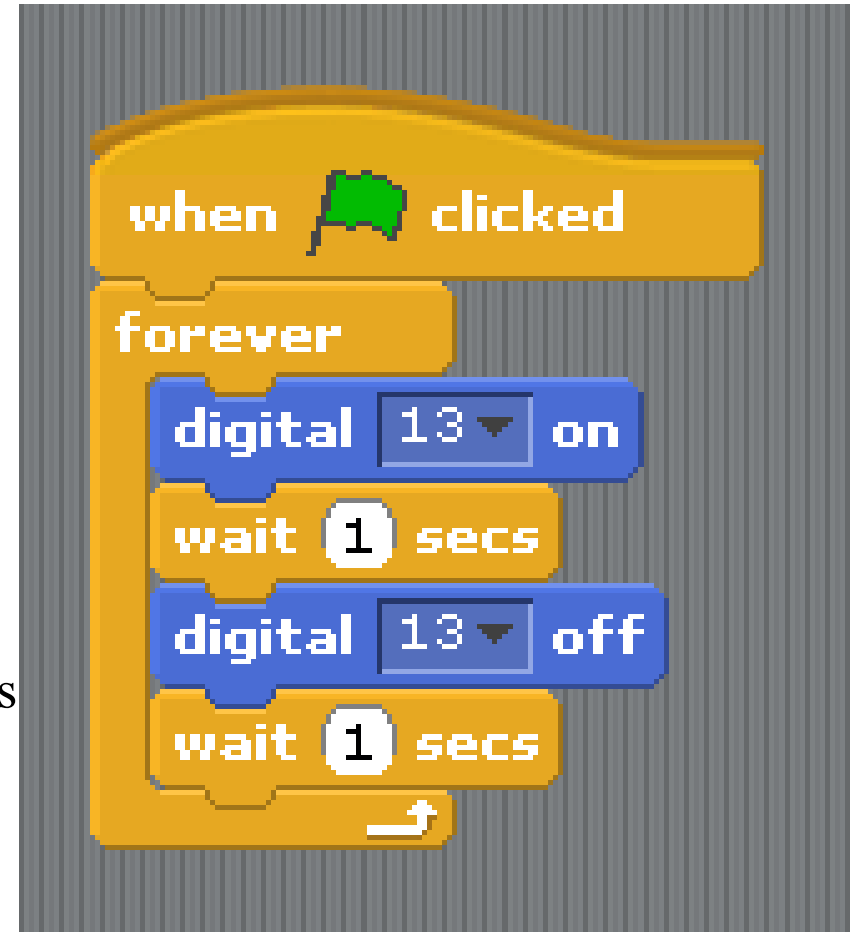 when clicked
forever
digital 13 on
wait 1 secs
digital 13 off
s
wait 1 secs